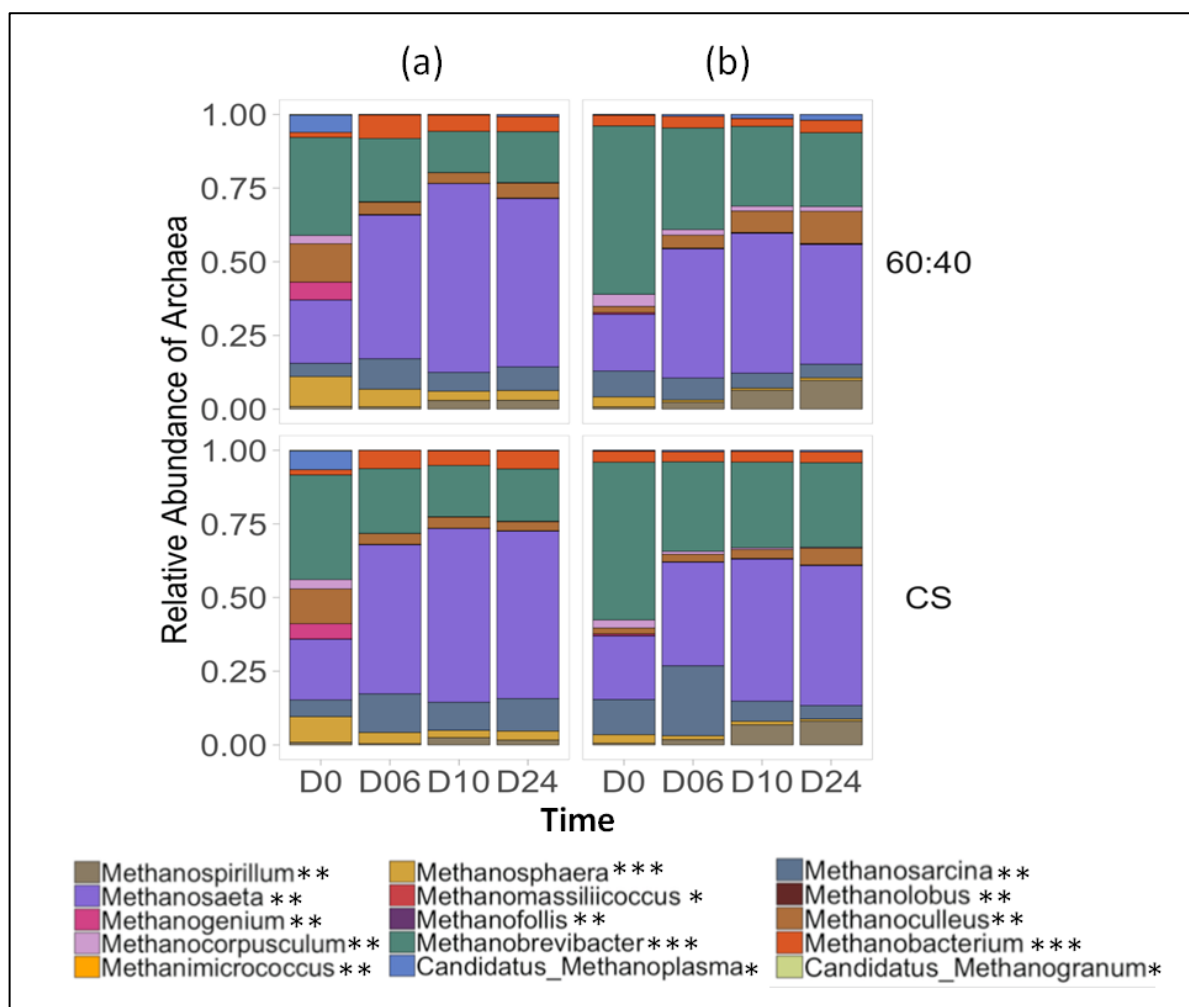 (a) (b)
Relative Abundance of Archaea
1.00
0.75
0.50
0.25
0.00
60:40
1.00
0.75
0.50
0.25
0.00
CS
D0 D06 D10 D24 D0 D06 D10 D24
Time
Methanospirillum** Methanosphaera*** Methanosarcina**
Methanosaeta ** Methanomassiliicoccus * Methanolobus **
Methanogenium ** Methanofollis ** Methanoculleus**
Methanocorpusculum** Methanobrevibacter*** Methanobacterium ***
Methanimicrococcus** Candidatus_Methanoplasma* Candidatus_Methanogranum*